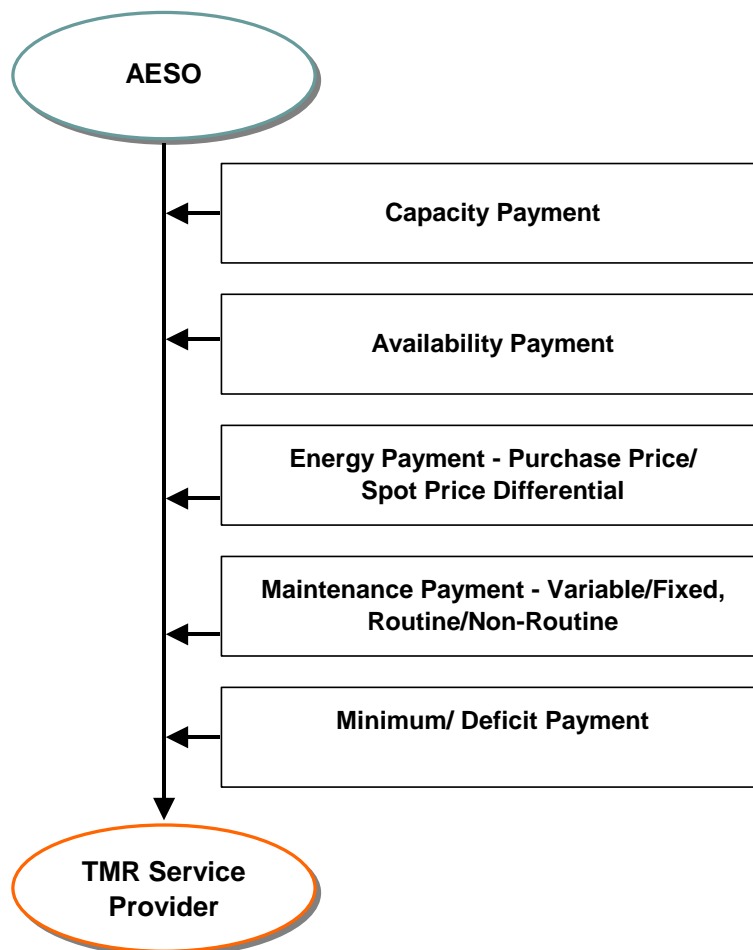 AESO
Capacity Payment
Availability Payment
Energy Payment - Purchase Price/
Spot Price Differential
Maintenance Payment - Variable/Fixed,
Routine/Non-Routine
Minimum/ Deficit Payment
TMR Service
Provider